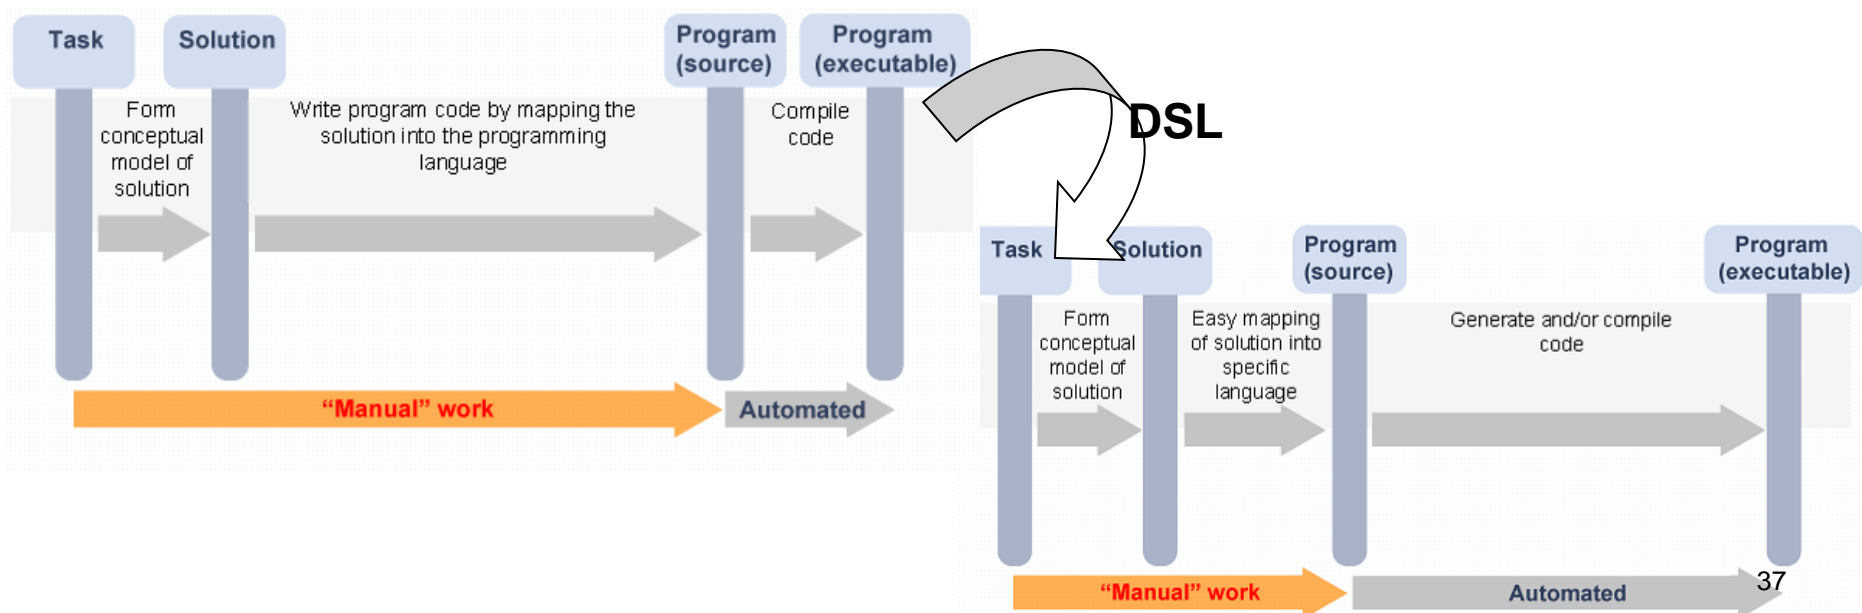 Task
Solution
Program
(source)
Program
(executable)
Form
conceptual
model of
solution
Write program code by mapping the
solution into the programming
language
Compile
code
“Manual” work
Automated
DSL
Task
Solution
Program
(source)
Program
(executable)
Form
conceptual
model of
solution
Easy mapping
of solution into
specific
language
Generate and/or compile
code
“Manual” work
Automated
37